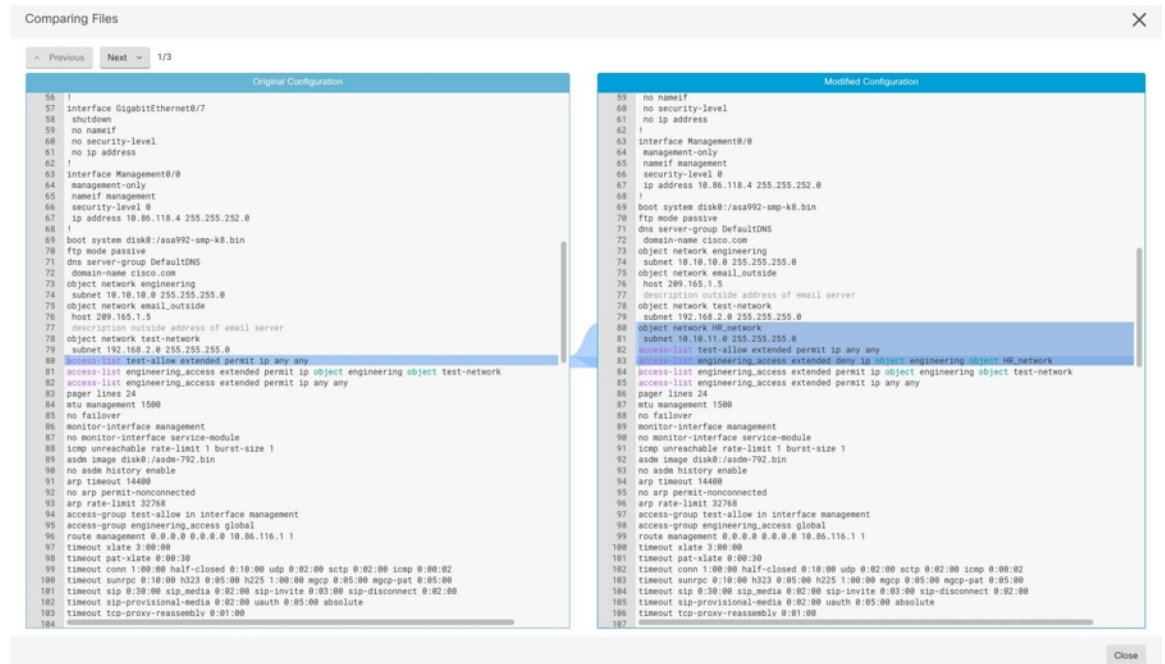 Comparing Files
Previous Next 1/3
Original Configuration
56 !
57 interface GigabitEthernet0/7
58 shutdown
59 no nameif
60 no security-level
61 no ip address
62 !
63 interface Management0/0
64 management-only
65 nameif management
66 security-level 0
67 ip address 10.86.118.4 255.255.252.0
68 !
69 boot system disk0:/asa992-smp-k8.bin
70 ftp mode passive
71 dns server-group DefaultDNS
72 domain-name cisco.com
73 object network engineering
74 subnet 10.10.10.0 255.255.255.0
75 object network email_outside
76 host 209.165.1.5
77 description outside address of email server
78 object network test-network
79 subnet 192.168.2.0 255.255.255.0
80 access-list test-allow extended permit ip any any
81 access-list engineering_access extended permit ip object engineering object test-network
82 access-list engineering_access extended permit ip any any
83 pager lines 24
84 mtu management 1500
85 no failover
86 monitor-interface management
87 no monitor-interface service-module
88 icmp unreachable rate-limit 1 burst-size 1
89 asdm image disk0:/asdm-792.bin
90 no asdm history enable
91 arp timeout 14400
92 no arp permit-nonconnected
93 arp rate-limit 32768
94 access-group test-allow in interface management
95 access-group engineering_access global
96 route management 0.0.0.0 0.0.0.0 10.86.116.1 1
97 timeout xlate 3:00:00
98 timeout pat-xlate 0:00:30
99 timeout conn 1:00:00 half-closed 0:10:00 udp 0:02:00 sctp 0:02:00 icmp 0:00:02
100 timeout sunrpc 0:10:00 h323 0:05:00 h225 1:00:00 mgcp 0:05:00 mgcp-pat 0:05:00
101 timeout sip 0:30:00 sip_media 0:02:00 sip-invite 0:03:00 sip-disconnect 0:02:00
102 timeout sip-provisional-media 0:02:00 uauth 0:05:00 absolute
103 timeout tcp-proxy-reassembly 0:01:00
104
Modified Configuration
59 no nameif
60 no security-level
61 no ip address
62 !
63 interface Management0/0
64 management-only
65 nameif management
66 security-level 0
67 ip address 10.86.118.4 255.255.252.0
68 !
69 boot system disk0:/asa992-smp-k8.bin
70 ftp mode passive
71 dns server-group DefaultDNS
72 domain-name cisco.com
73 object network engineering
74 subnet 10.10.10.0 255.255.255.0
75 object network email_outside
76 host 209.165.1.5
77 description outside address of email server
78 object network test-network
79 subnet 192.168.2.0 255.255.255.0
80 object network HR_network
81 subnet 10.10.11.0 255.255.255.0
82 access-list test-allow extended permit ip any any
83 access-list engineering_access extended deny ip object engineering object HR_network
84 access-list engineering_access extended permit ip object engineering object test-network
85 access-list engineering_access extended permit ip any any
86 pager lines 24
87 mtu management 1500
88 no failover
89 monitor-interface management
90 no monitor-interface service-module
91 icmp unreachable rate-limit 1 burst-size 1
92 asdm image disk0:/asdm-792.bin
93 no asdm history enable
94 arp timeout 14400
95 no arp permit-nonconnected
96 arp rate-limit 32768
97 access-group test-allow in interface management
98 access-group engineering_access global
99 route management 0.0.0.0 0.0.0.0 10.86.116.1 1
100 timeout xlate 3:00:00
101 timeout pat-xlate 0:00:30
102 timeout conn 1:00:00 half-closed 0:10:00 udp 0:02:00 sctp 0:02:00 icmp 0:00:02
103 timeout sunrpc 0:10:00 h323 0:05:00 h225 1:00:00 mgcp 0:05:00 mgcp-pat 0:05:00
104 timeout sip 0:30:00 sip_media 0:02:00 sip-invite 0:03:00 sip-disconnect 0:02:00
105 timeout sip-provisional-media 0:02:00 uauth 0:05:00 absolute
106 timeout tcp-proxy-reassembly 0:01:00
107
Close